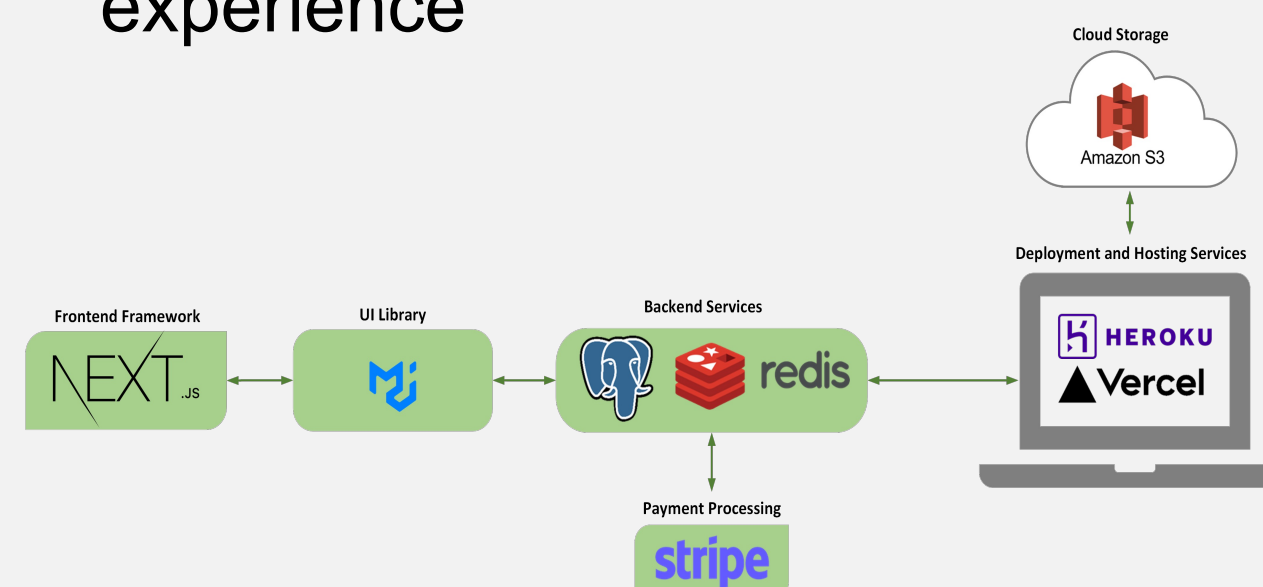 experience
Cloud Storage
Amazon S3
Deployment and Hosting Services
HEROKU
Vercel
Frontend Framework
NEXT.JS
UI Library
Backend Services
redis
Payment Processing
stripe